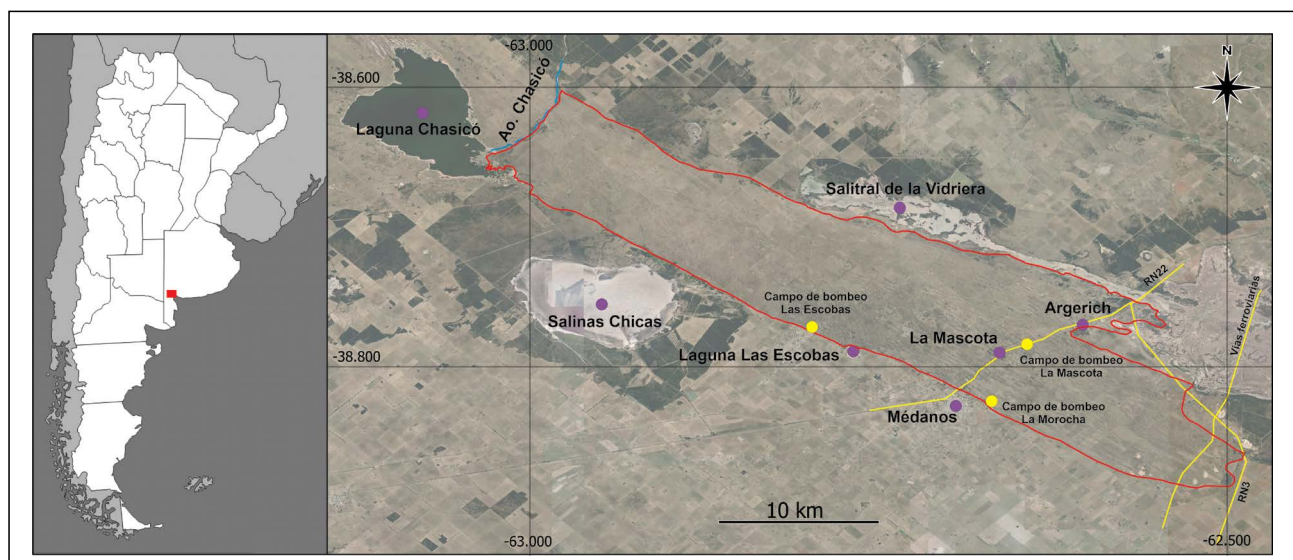 -63.000
N
-38.600
Ao. Chasicó
Laguna Chasicó
Salitral de la Vidriera
RN22
Vías ferroviarias
Campo de bombeo
Las Escobas
Argerich
Salinas Chicas
La Mascota
Laguna Las Escobas
-38.800
Campo de bombeo
La Mascota
Médanos
Campo de bombeo
La Morocha
RN3
10 km
-63.000
-62.500